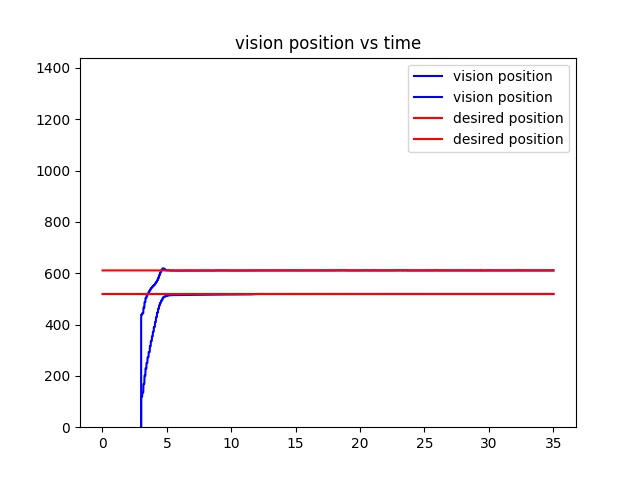 vision position vs time
1400
1200
1000
800
600
400
200
0
vision position
vision position
desired position
desired position
0 5 10 15 20 25 30 35